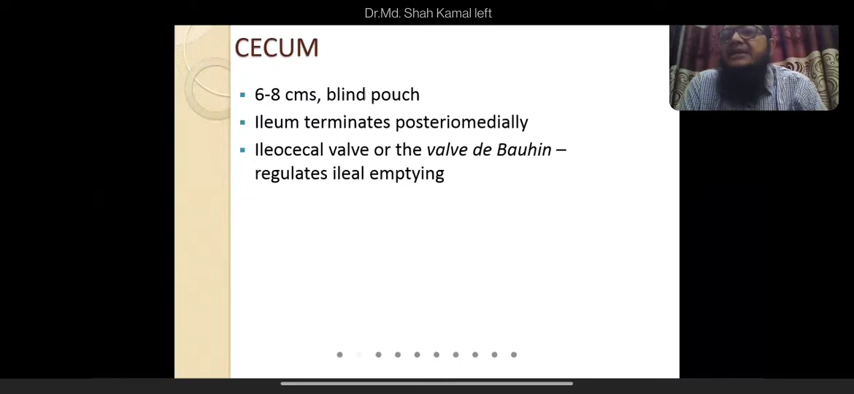 Dr.Md. Shah Kamal left
CECUM
6-8 cms, blind pouch
Ileum terminates posteriomedially
Ileocecal valve or the valve de Bauhin –
regulates ileal emptying